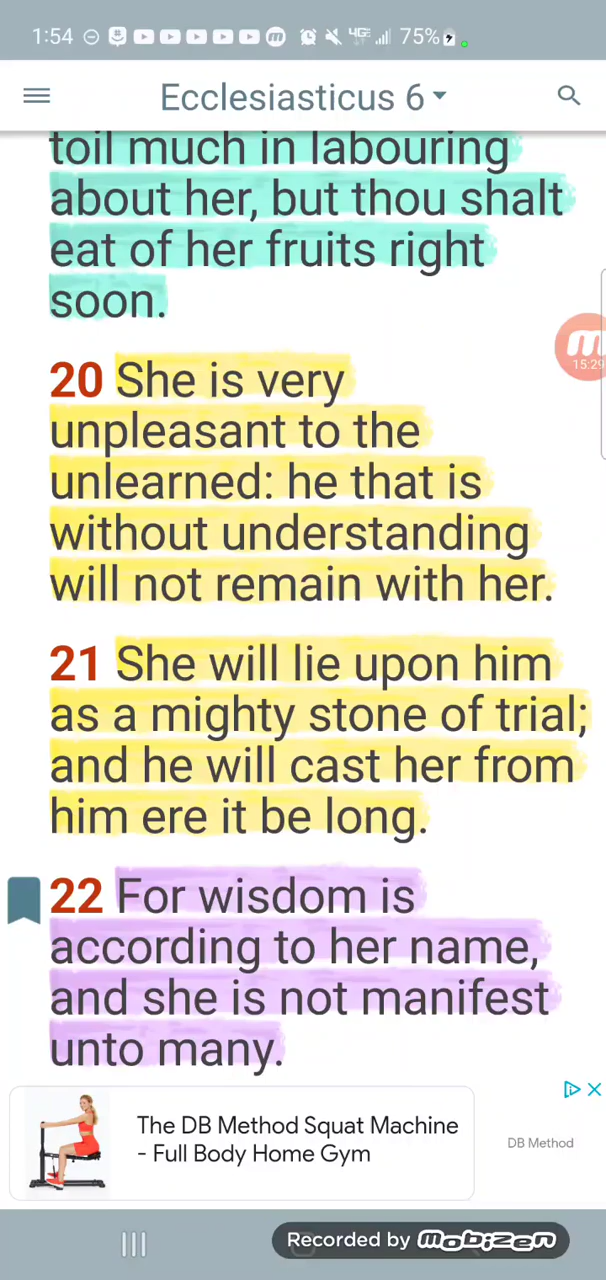 1:54 75%
Ecclesiasticus 6
toil much in labouring
about her, but thou shalt
eat of her fruits right
soon.
15:29
20 She is very
unpleasant to the
unlearned: he that is
without understanding
will not remain with her.
21 She will lie upon him
as a mighty stone of trial;
and he will cast her from
him ere it be long.
22 For wisdom is
according to her name,
and she is not manifest
unto many.
The DB Method Squat Machine
- Full Body Home Gym
DB Method
Recorded by mobizen